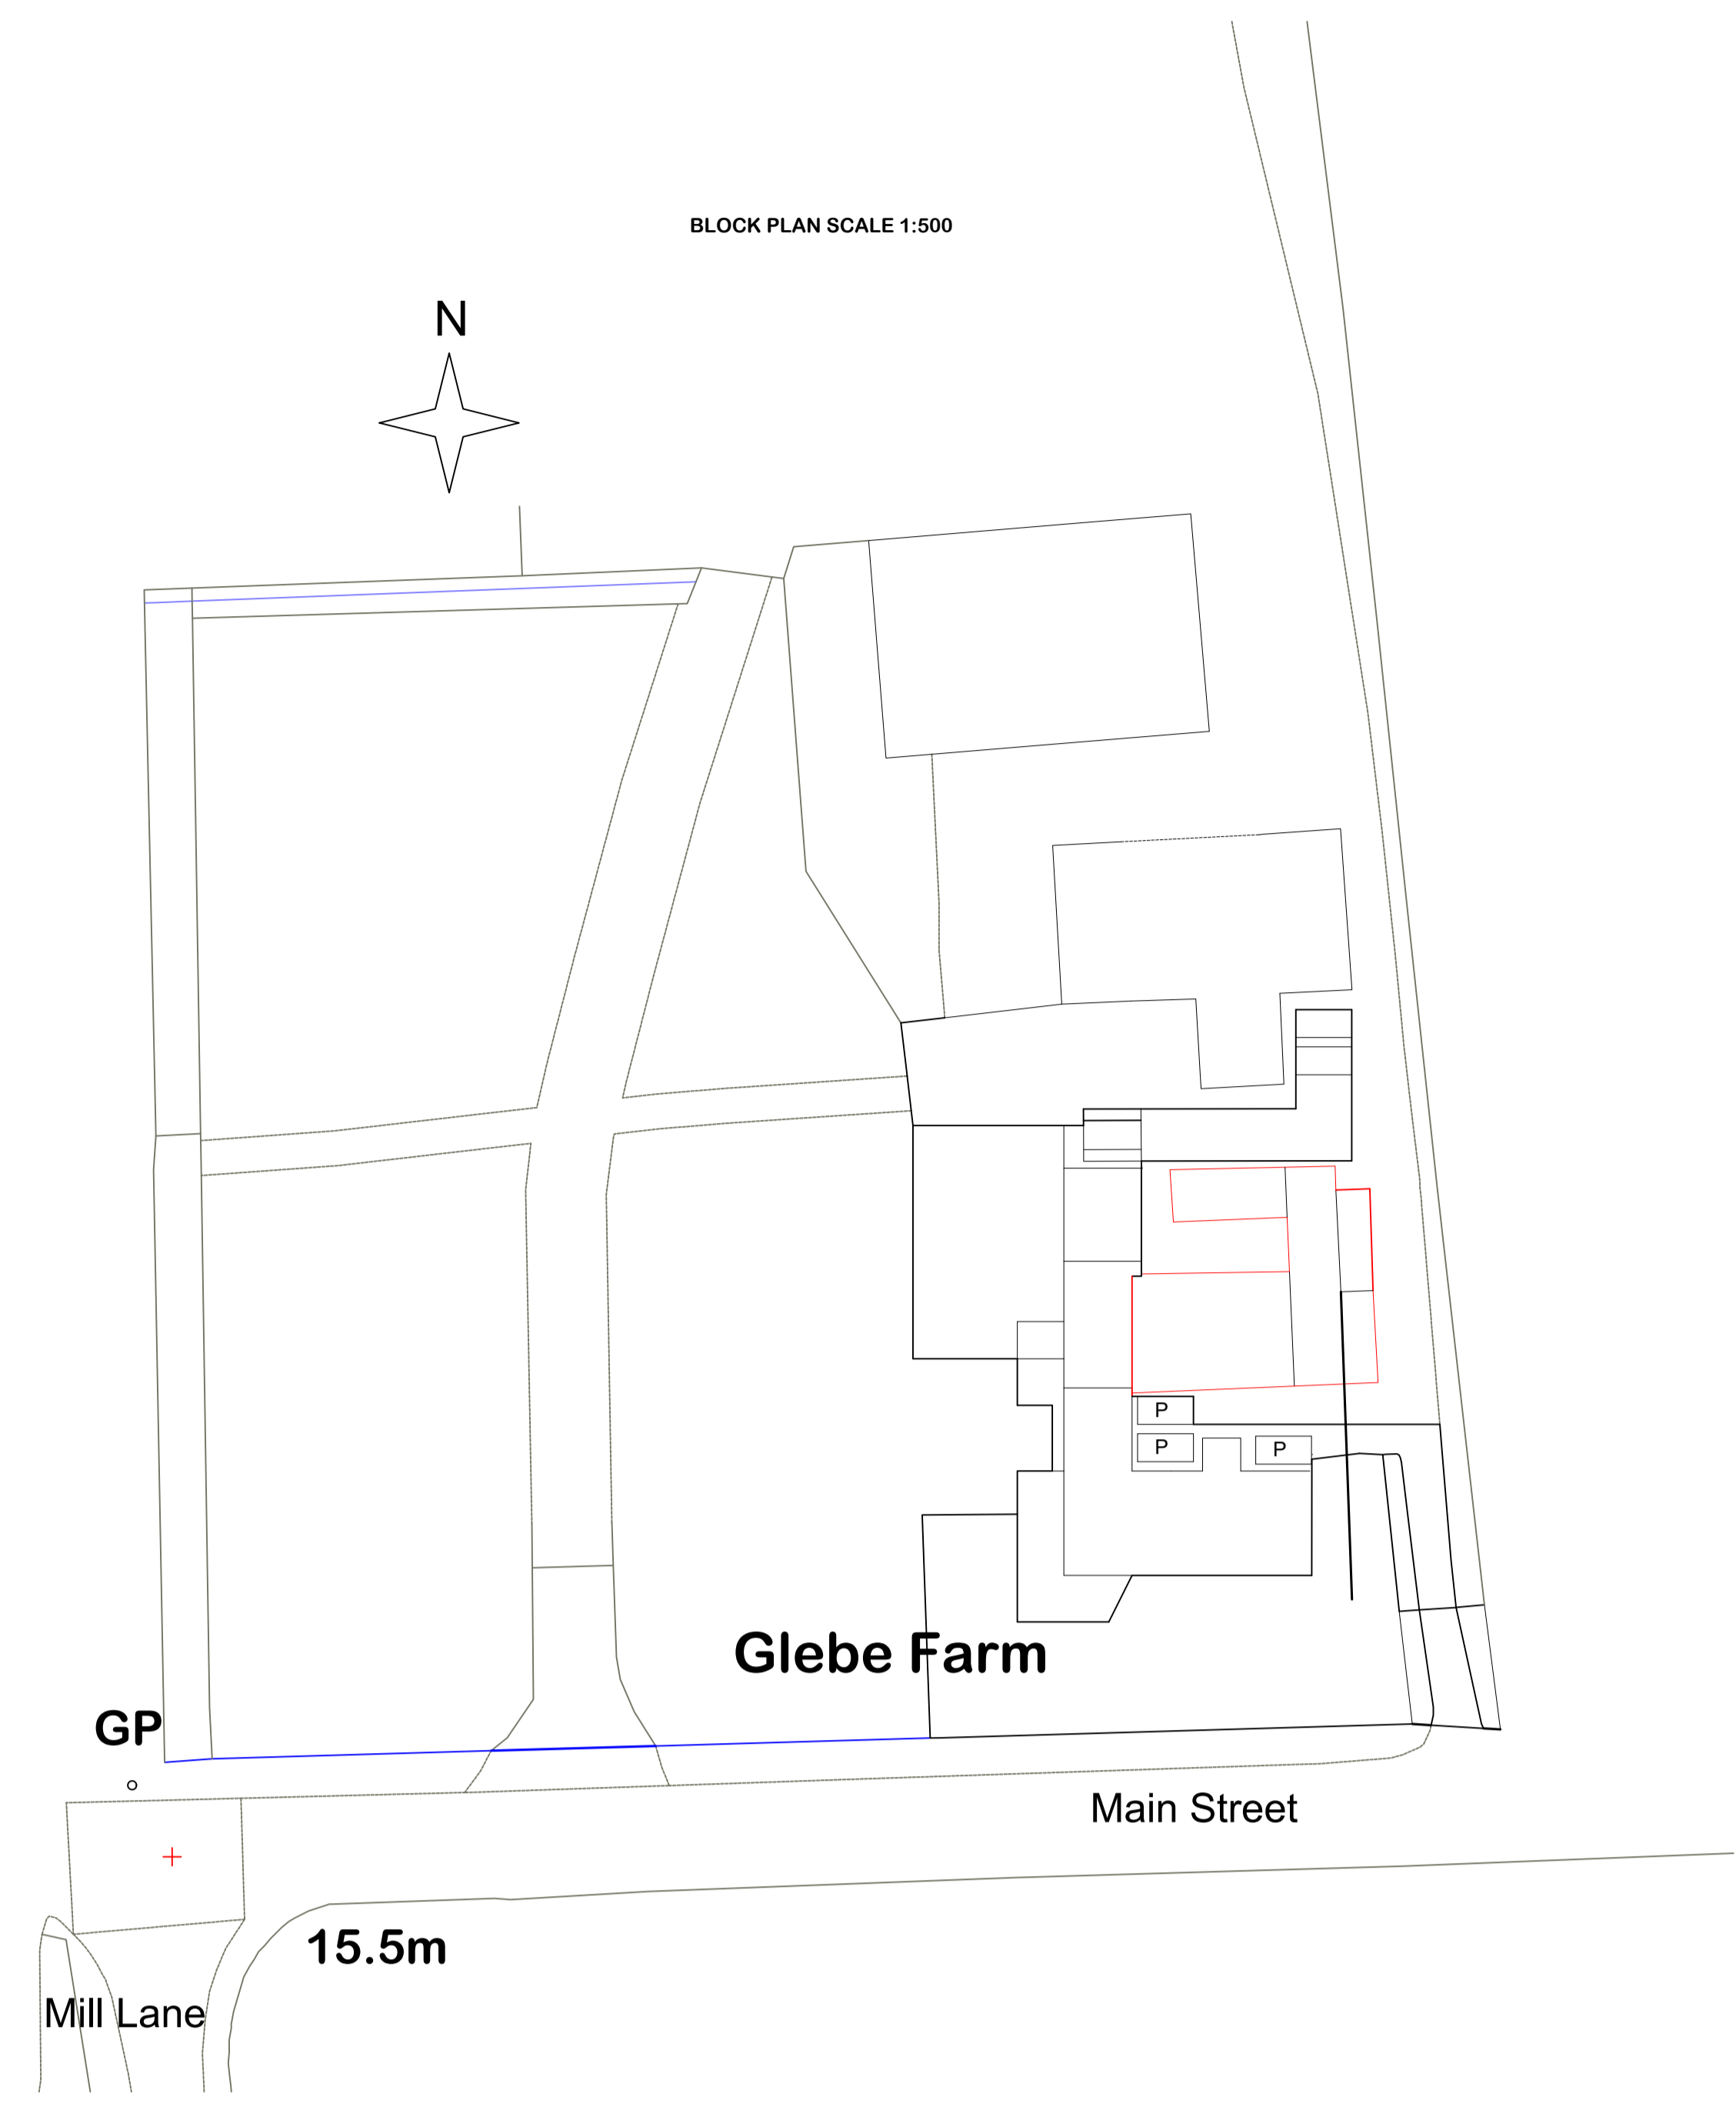 BLOCK PLAN SCALE 1:500
N
P
P
P
Glebe Farm
GP
Main Street
15.5m
Mill Lane